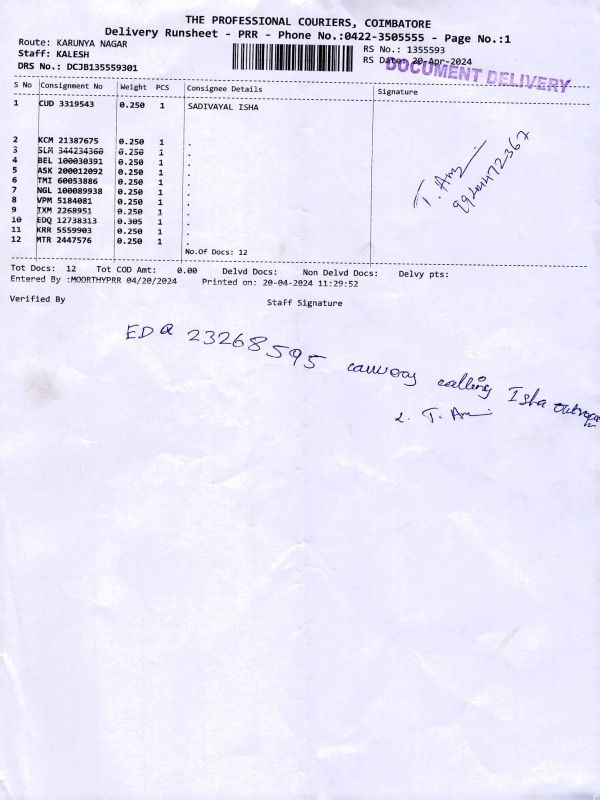 THE PROFESSIONAL COURIERS, COIMBATORE
Delivery Runsheet - PRR - Phone No.:0422-3505555 - Page No.:1
Route: KARUNYA NAGAR
Staff: KALESH
DRS No.: DCJB135559301
RS No.: 1355593
RS Date: 20-Apr-2024
DOCUMENT DELIVERY
S No Consignment No Weight PCS Consignee Details Signature
1 CUD 3319543 0.250 1 SADIVAYAL ISHA
2 KCM 21387675 0.250 1 .
3 SLM 344234360 0.250 1 .
4 BEL 100030391 0.250 1 .
5 ASK 200012092 0.250 1 .
6 TMI 60053886 0.250 1 .
7 NGL 100089938 0.250 1 .
8 VPM 5184081 0.250 1 .
9 TXM 2268951 0.250 1 .
10 EDQ 12738313 0.305 1 .
11 KRR 5559903 0.250 1 .
12 MTR 2447576 0.250 1 .
No.Of Docs: 12
Tot Docs: 12 Tot COD Amt: 0.00 Delvd Docs: Non Delvd Docs: Delvy pts:
Entered By :MOORTHYPRR 04/20/2024 Printed on: 20-04-2024 11:29:52
Verified By Staff Signature
EDQ 23268595 cauvery calling Isha